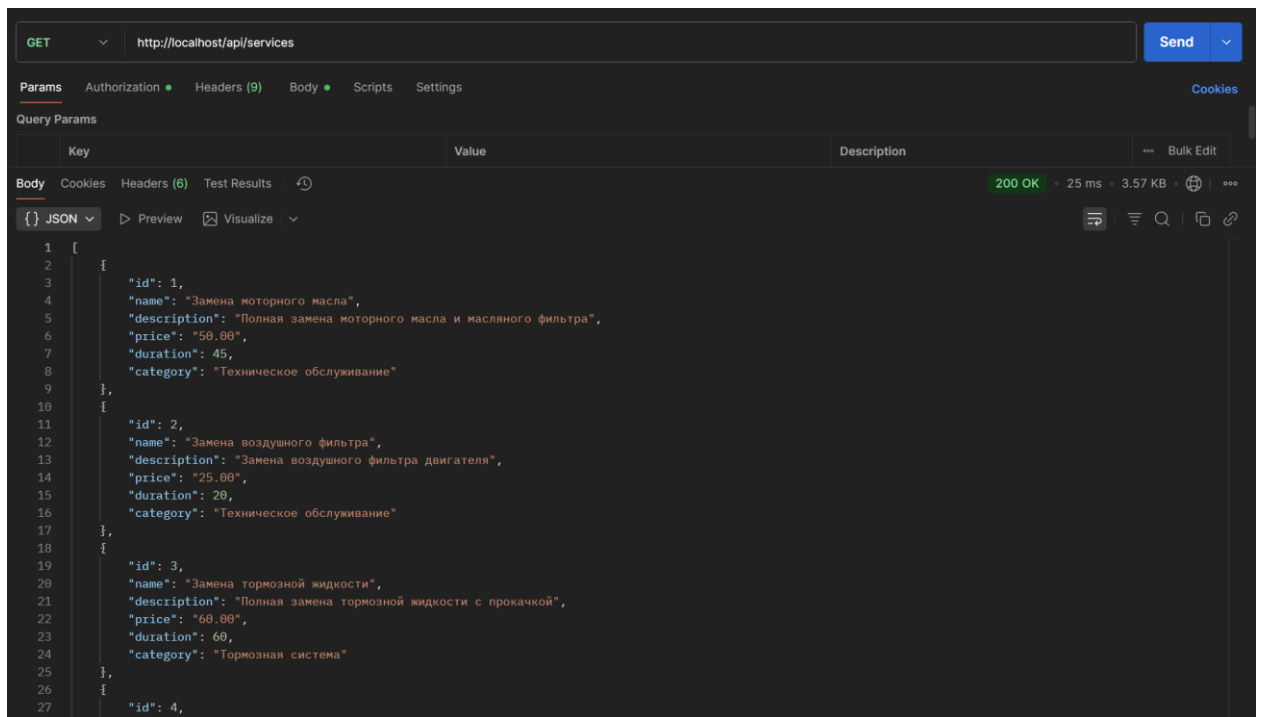 GET http://localhost/api/services Send
Params Authorization Headers (9) Body Scripts Settings Cookies
Query Params
Key Value Description ••• Bulk Edit
Body Cookies Headers (6) Test Results 200 OK • 25 ms • 3.57 KB •••
{} JSON Preview Visualize
1 [
2 {
3 "id": 1,
4 "name": "Замена моторного масла",
5 "description": "Полная замена моторного масла и масляного фильтра",
6 "price": "50.00",
7 "duration": 45,
8 "category": "Техническое обслуживание"
9 },
10 {
11 "id": 2,
12 "name": "Замена воздушного фильтра",
13 "description": "Замена воздушного фильтра двигателя",
14 "price": "25.00",
15 "duration": 20,
16 "category": "Техническое обслуживание"
17 },
18 {
19 "id": 3,
20 "name": "Замена тормозной жидкости",
21 "description": "Полная замена тормозной жидкости с прокачкой",
22 "price": "60.00",
23 "duration": 60,
24 "category": "Тормозная система"
25 },
26 {
27 "id": 4,